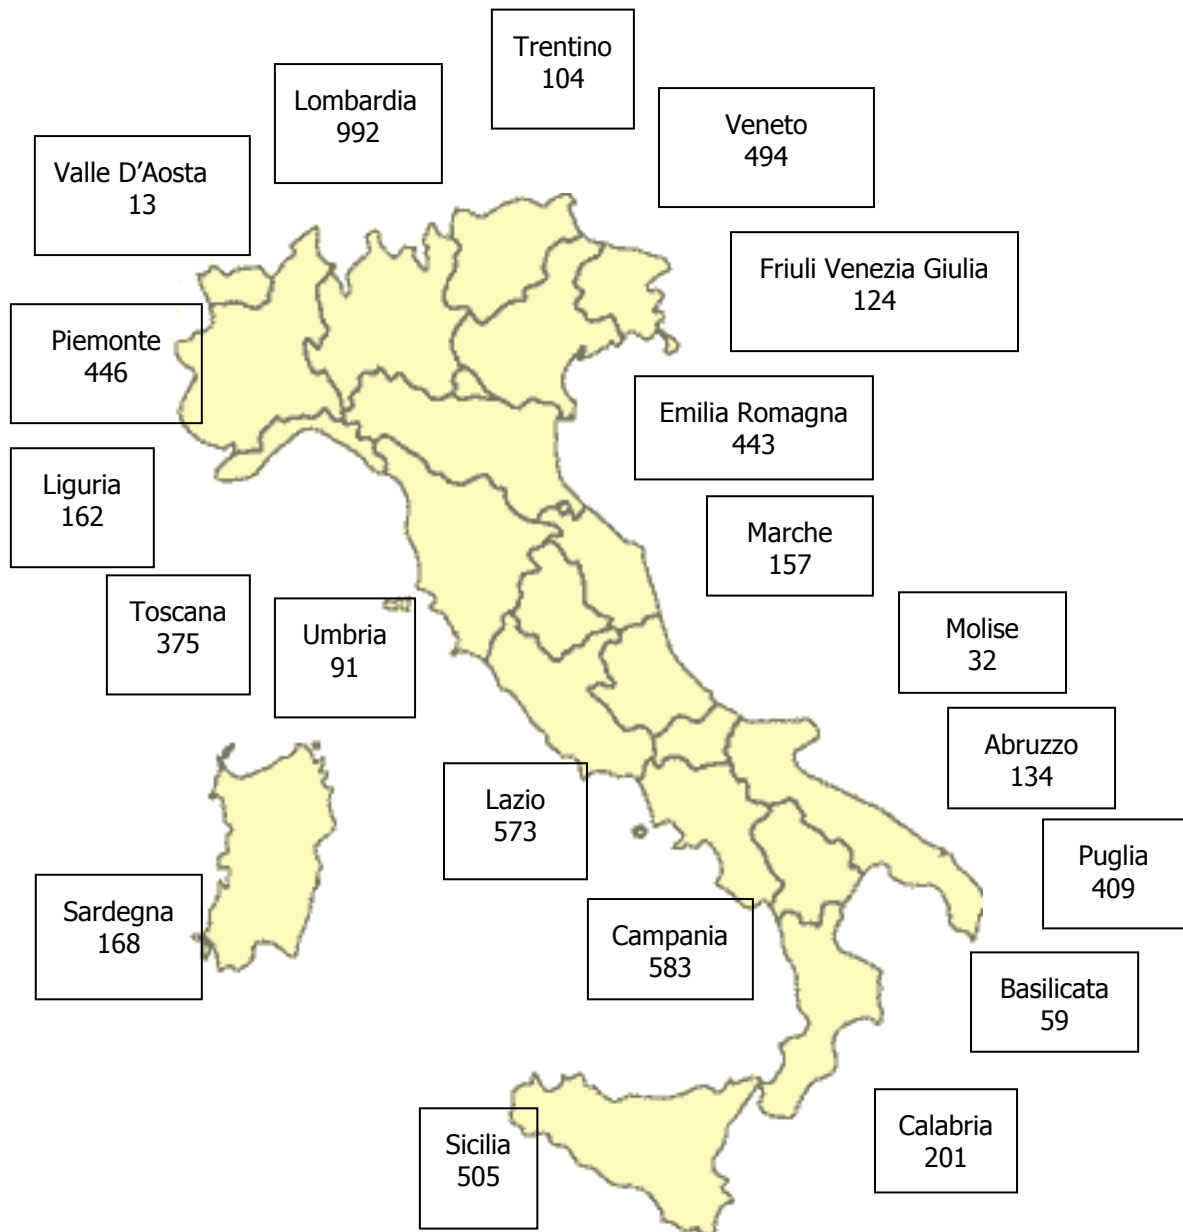 Trentino
104
Lombardia
992
Veneto
494
Valle D’Aosta
13
Friuli Venezia Giulia
124
Piemonte
446
Emilia Romagna
443
Liguria
162
Marche
157
Toscana
375
Umbria
91
Molise
32
Abruzzo
134
Lazio
573
Puglia
409
Sardegna
168
Campania
583
Basilicata
59
Calabria
201
Sicilia
505